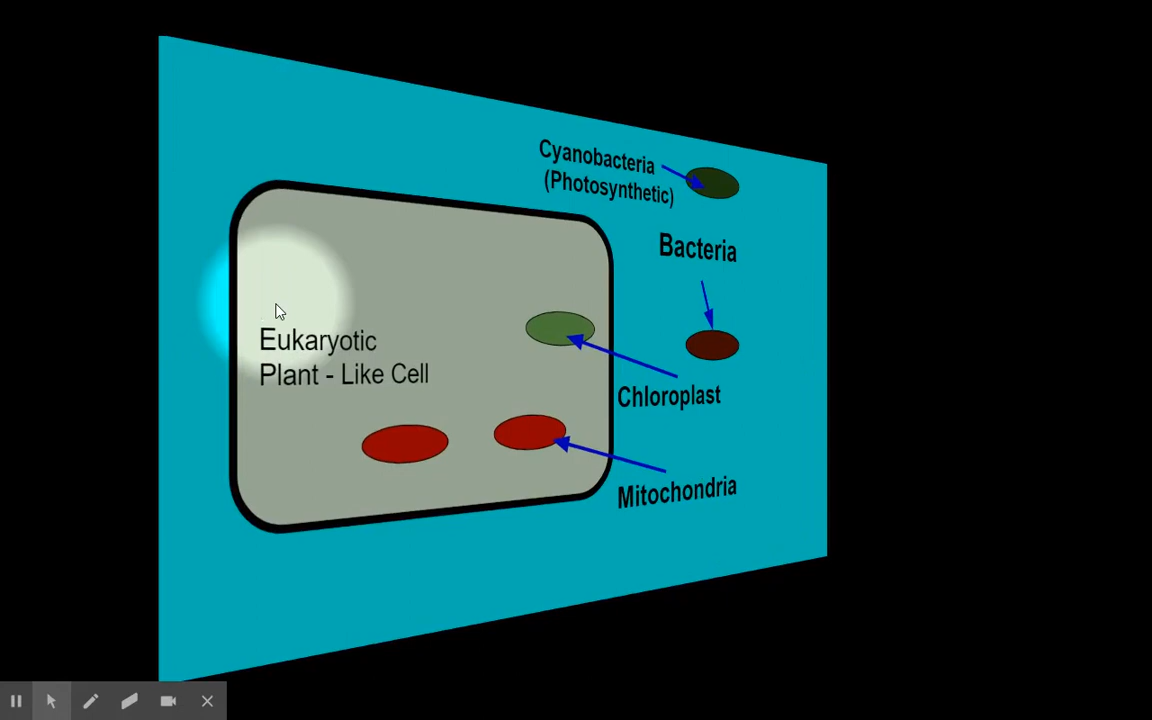 Cyanobacteria
(Photosynthetic)
Bacteria
Eukaryotic
Plant - Like Cell
Chloroplast
Mitochondria